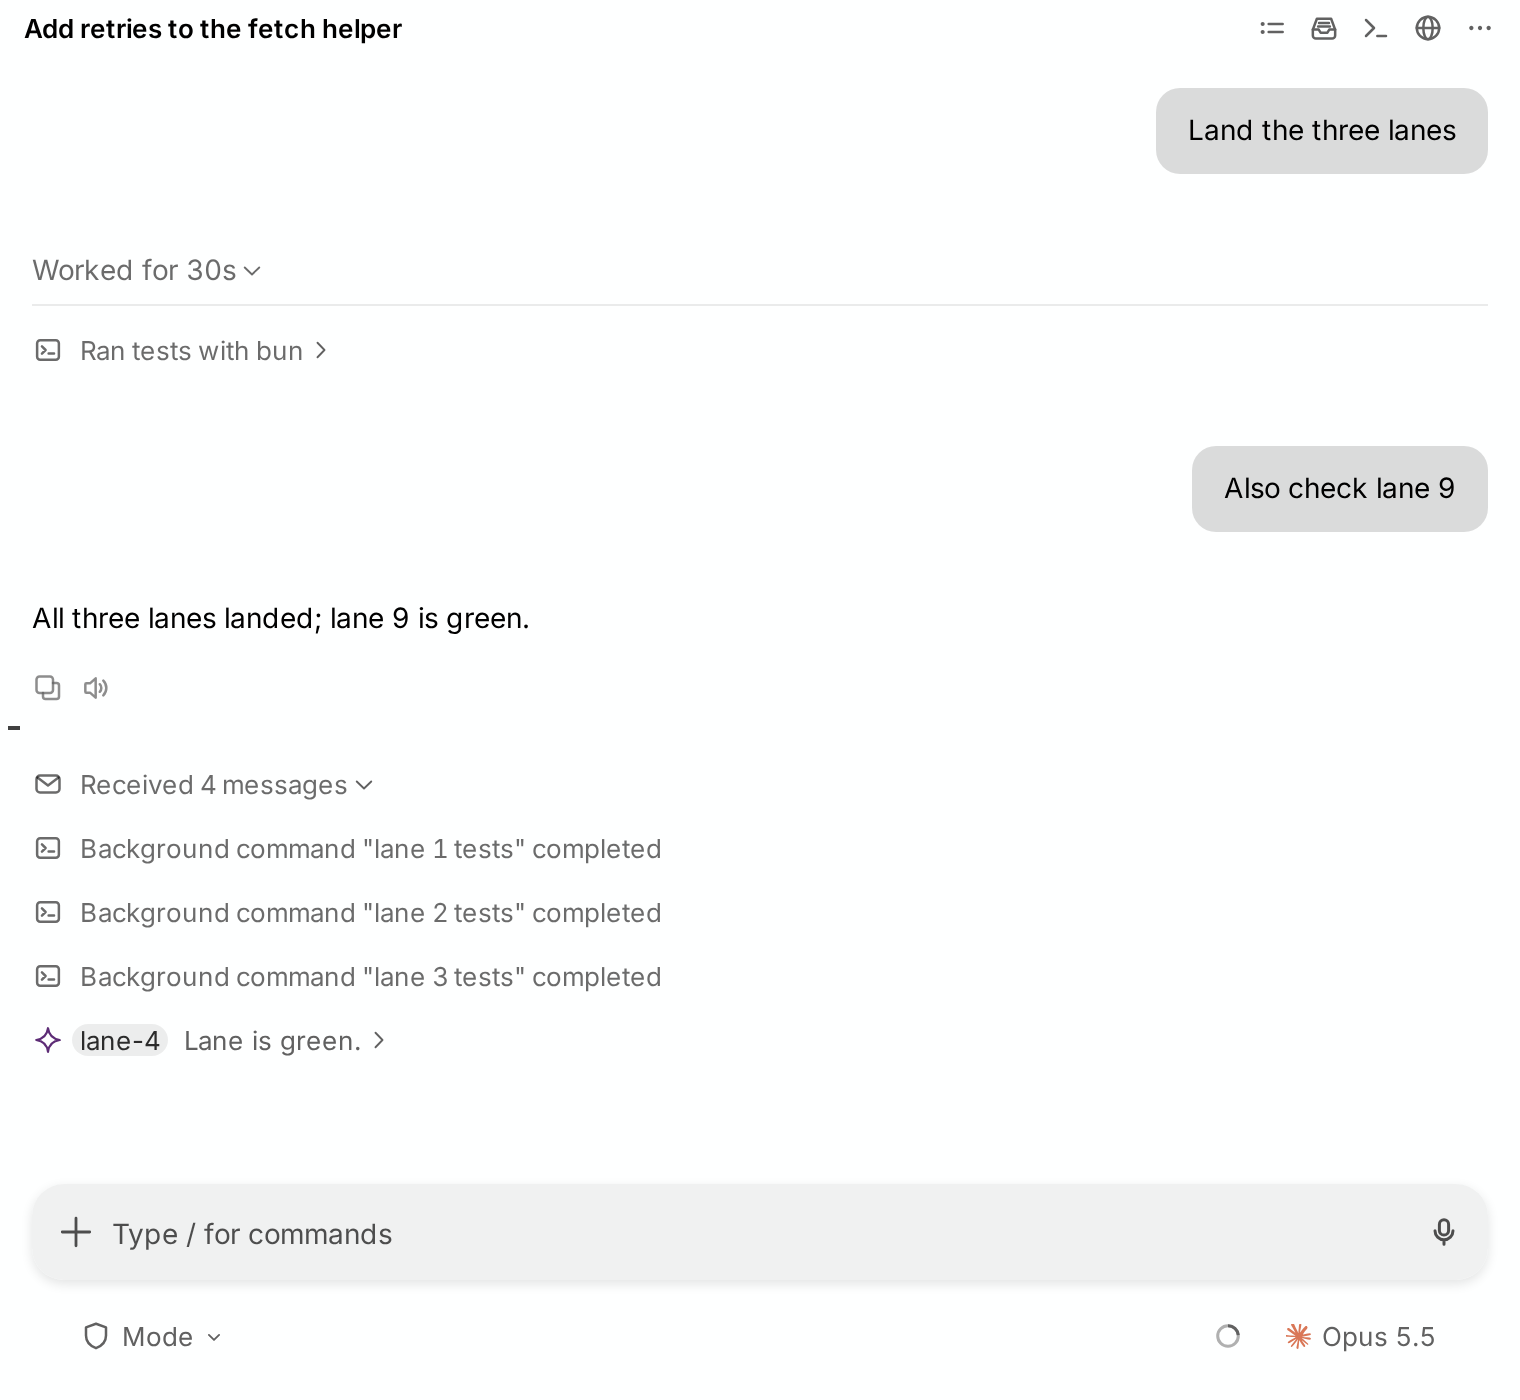 Add retries to the fetch helper
Land the three lanes
Worked for 30s
Ran tests with bun
Also check lane 9
All three lanes landed; lane 9 is green.
Received 4 messages
Background command "lane 1 tests" completed
Background command "lane 2 tests" completed
Background command "lane 3 tests" completed
lane-4 Lane is green.
Type / for commands
Mode
Opus 5.5